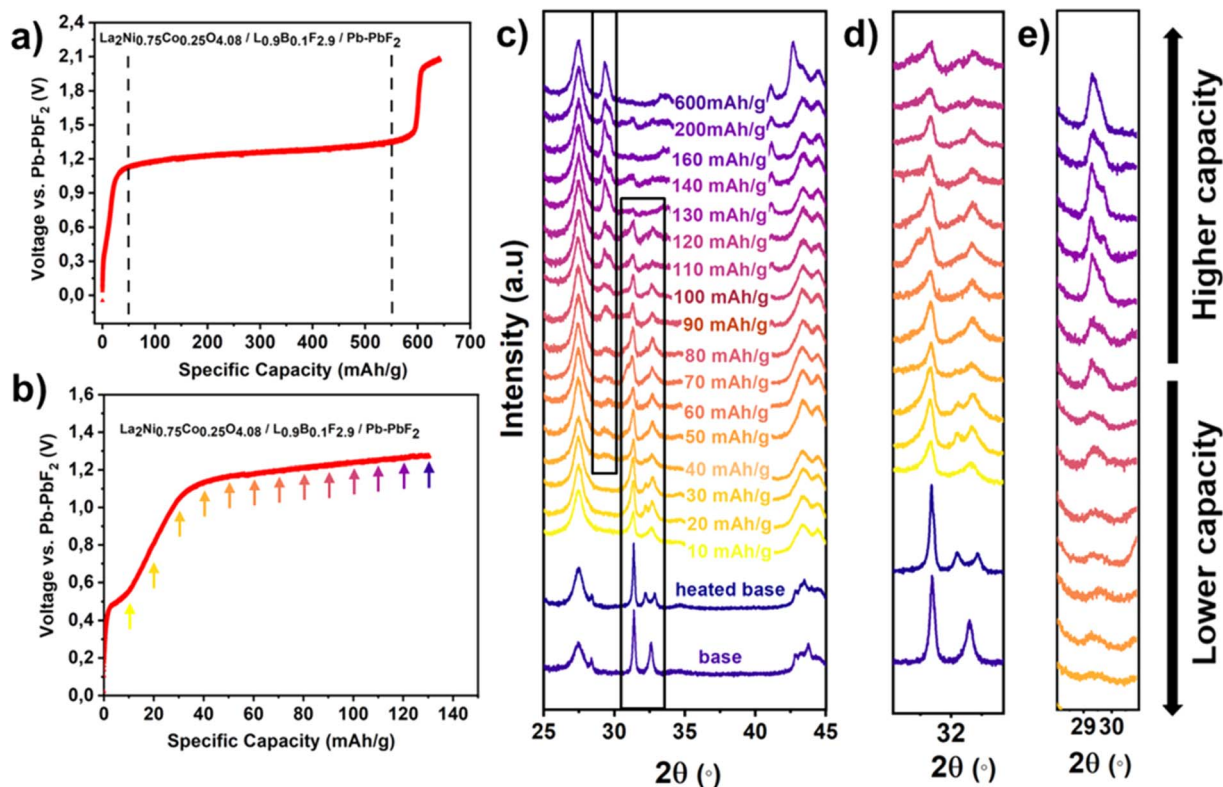 a)
2,4
2,1
1,8
1,5
1,2
0,9
0,6
0,3
0,0
La2Ni0.75Co0.25O4.08 / L0.9B0.1F2.9 / Pb-PbF2
Voltage vs. Pb-PbF2 (V)
0 100 200 300 400 500 600 700
Specific Capacity (mAh/g)
b)
1,6
1,4
1,2
1,0
0,8
0,6
0,4
0,2
0,0
La2Ni0.75Co0.25O4.08 / L0.9B0.1F2.9 / Pb-PbF2
Voltage vs. Pb-PbF2 (V)
0 20 40 60 80 100 120 140
Specific Capacity (mAh/g)
c)
Intensity (a.u)
600mAh/g
200mAh/g
160 mAh/g
140 mAh/g
130 mAh/g
120 mAh/g
110 mAh/g
100 mAh/g
90 mAh/g
80 mAh/g
70 mAh/g
60 mAh/g
50 mAh/g
40 mAh/g
30 mAh/g
20 mAh/g
10 mAh/g
heated base
base
25 30 35 40 45
2θ (◦)
d)
32
2θ (◦)
e)
29 30
2θ (◦)
Higher capacity
Lower capacity